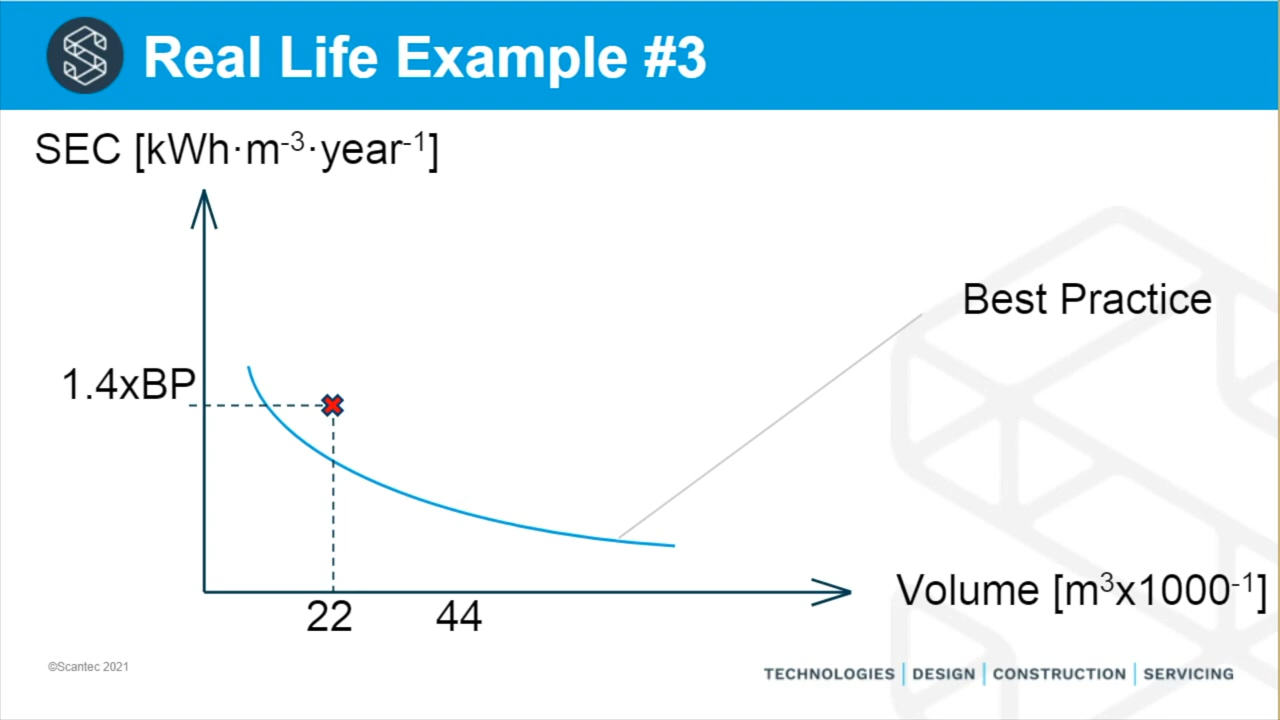 Real Life Example #3
SEC [kWh·m⁻³·year⁻¹]
Best Practice
1.4xBP
Volume [m³x1000⁻¹]
22 44
©Scantec 2021
TECHNOLOGIES | DESIGN | CONSTRUCTION | SERVICING